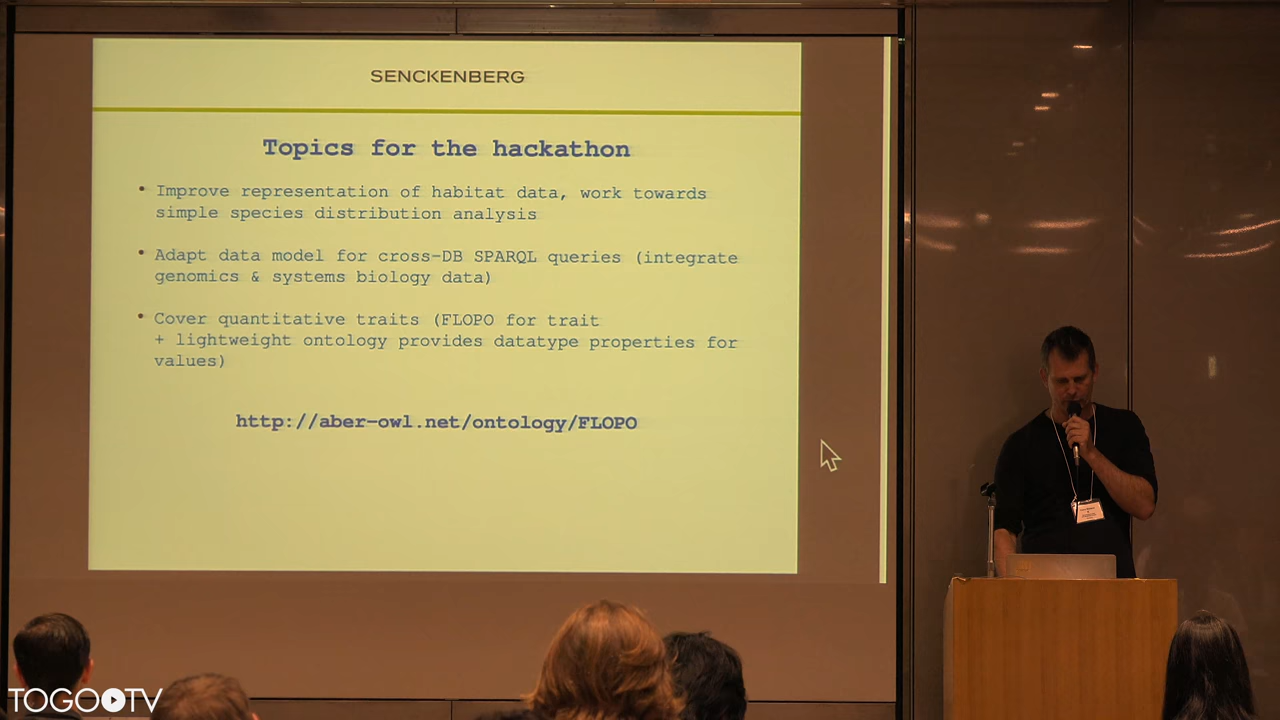 SENCKENBERG
Topics for the hackathon
• Improve representation of habitat data, work towards
simple species distribution analysis
• Adapt data model for cross-DB SPARQL queries (integrate
genomics & systems biology data)
• Cover quantitative traits (FLOPO for trait
+ lightweight ontology provides datatype properties for
values)
http://aber-owl.net/ontology/FLOPO
TOGOTV